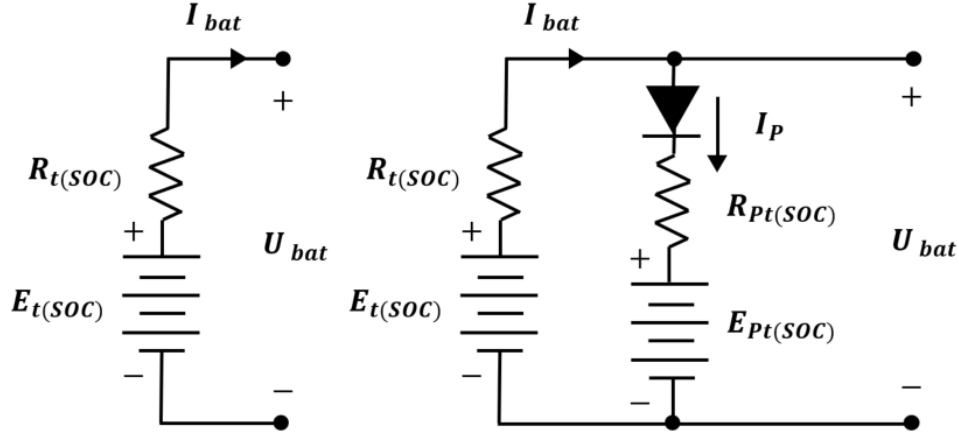 I bat
+
R t(SOC)
+
U bat
E t(SOC)
−
−
I bat
+
I P
R t(SOC)
R Pt(SOC)
+
U bat
+
E t(SOC)
E Pt(SOC)
−
−
−